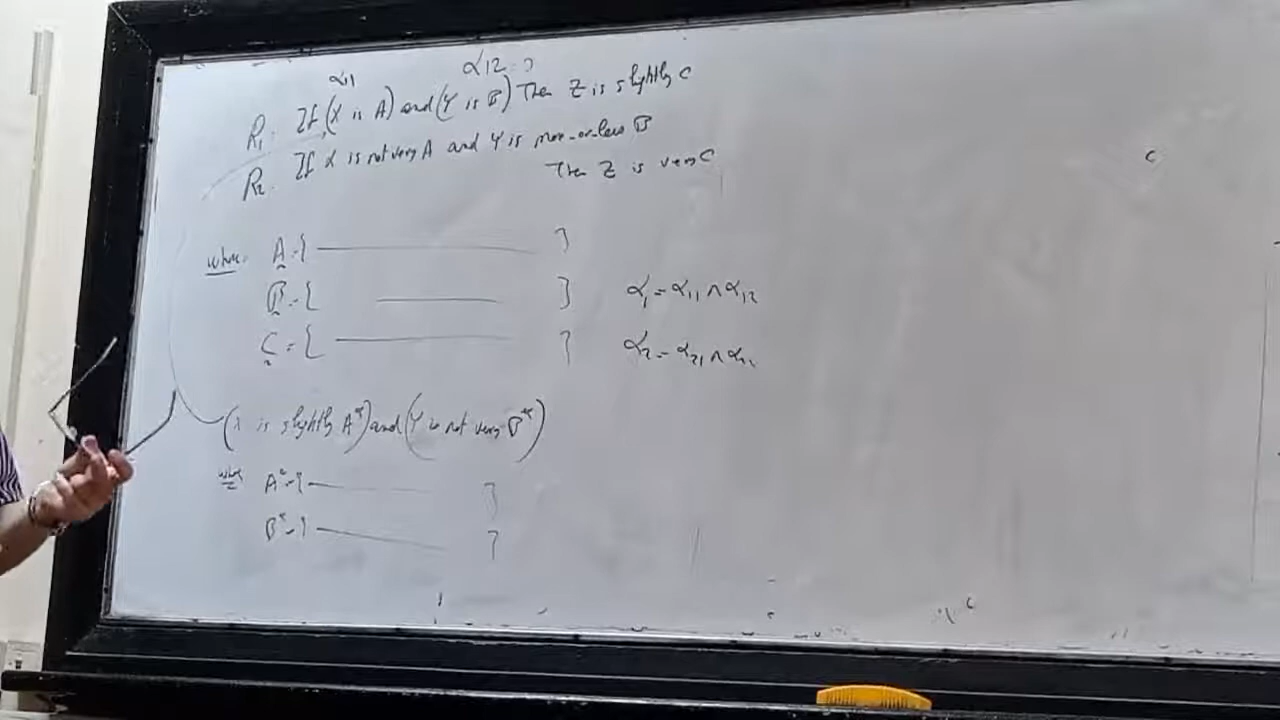 α11 α12
R1: If (X is A) and (Y is B) Then Z is slightly C
R2: If X is not very A and Y is more-or-less B
Then Z is very C
where A = { }
B = { } α1 = α11 ∧ α12
C = { } α2 = α21 ∧ α22
(X is slightly A*) and (Y is not very B*)
where A* = { }
B* = { }
C